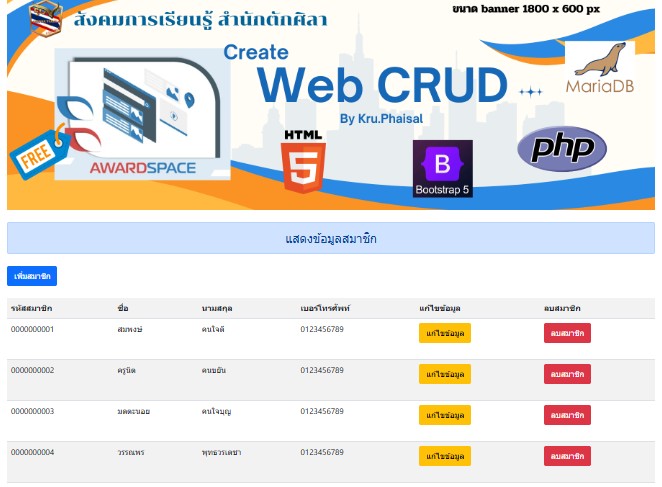 สังคมการเรียนรู้ สำนักตักศิลา
ขนาด banner 1800 x 600 px
Create
Web CRUD ...
By Kru.Phaisal
MariaDB
FREE
AWARDSPACE
HTML
5
B
Bootstrap 5
php
แสดงข้อมูลสมาชิก
เพิ่มสมาชิก
รหัสสมาชิก ชื่อ นามสกุล เบอร์โทรศัพท์ แก้ไขข้อมูล ลบสมาชิก
0000000001 สมพงษ์ คนใจดี 0123456789 แก้ไขข้อมูล ลบสมาชิก
0000000002 ครูนิด คนขยัน 0123456789 แก้ไขข้อมูล ลบสมาชิก
0000000003 มดตะนอย คนใจบุญ 0123456789 แก้ไขข้อมูล ลบสมาชิก
0000000004 วรรณพร พุทธวรเดชา 0123456789 แก้ไขข้อมูล ลบสมาชิก